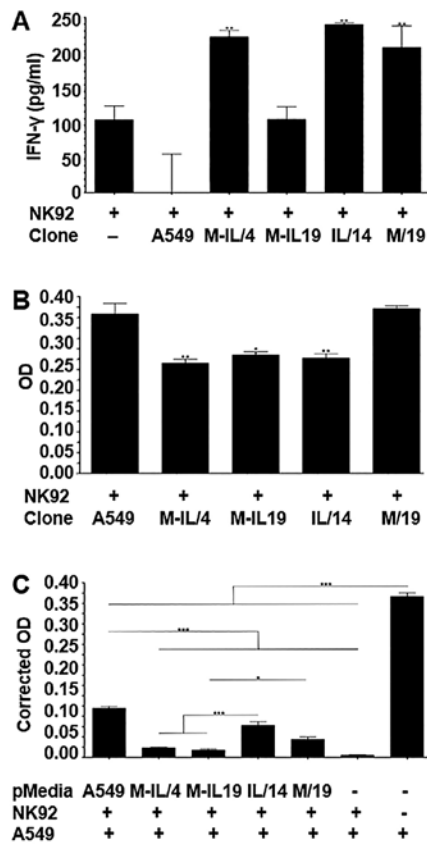 A
IFN-γ (pg/ml)
250
200
150
100
50
0
** ** **
NK92 + + + + + +
Clone – A549 M-IL/4 M-IL19 IL/14 M/19
B
OD
0.40
0.35
0.30
0.25
0.20
0.15
0.10
0.05
0.00
** * **
NK92 + + + + +
Clone A549 M-IL/4 M-IL19 IL/14 M/19
C
Corrected OD
0.40
0.35
0.30
0.25
0.20
0.10
0.05
0.00
***
***
*
***
pMedia A549 M-IL/4 M-IL19 IL/14 M/19 - -
NK92 + + + + + + -
A549 + + + + + + +